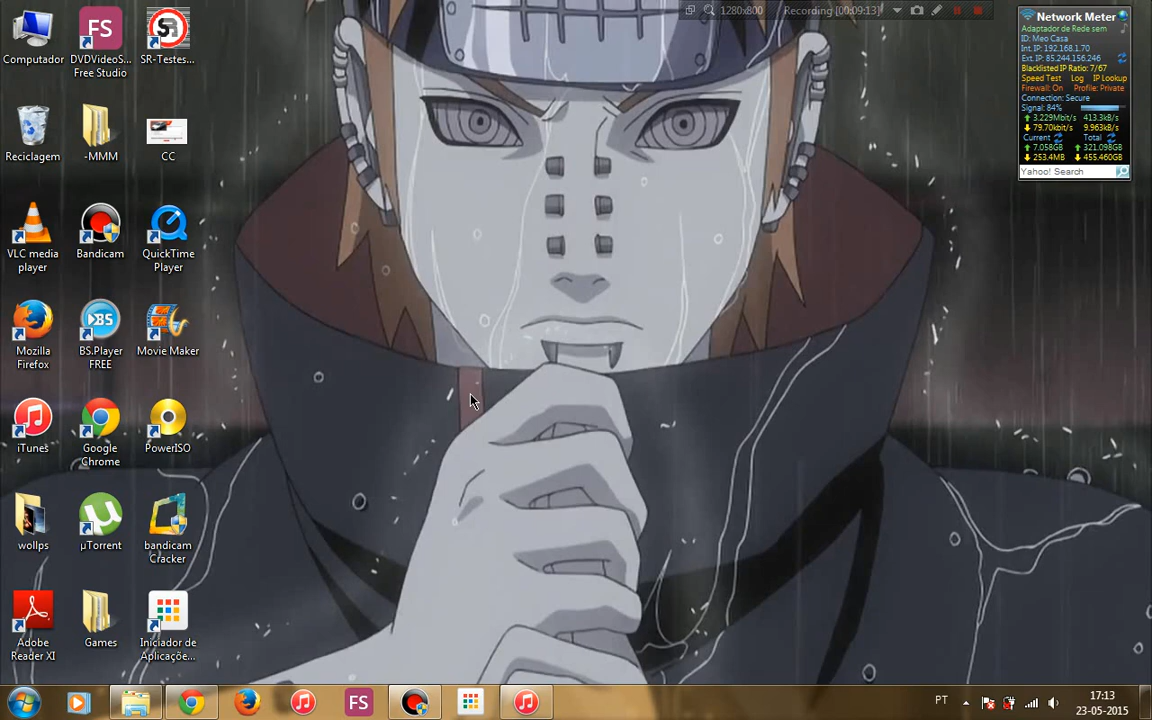 1280x800
Recording [00:09:13]
Computador
DVDVideoS...
Free Studio
SR-Testes...
Reciclagem
-MMM
CC
VLC media
player
Bandicam
QuickTime
Player
Mozilla
Firefox
BS.Player
FREE
Movie Maker
iTunes
Google
Chrome
PowerISO
wollps
µTorrent
bandicam
Cracker
Adobe
Reader XI
Games
Iniciador de
Aplicaçõe...
FS
SR
BS
FS
Network Meter
Adaptador de Rede sem
ID: Meo Casa
Int. IP: 192.168.1.70
Ext. IP: 85.244.156.246
Blacklisted IP Ratio: 7/67
Speed Test Log IP Lookup
Firewall: On Profile: Private
Connection: Secure
Signal: 84%
3.229Mbit/s 413.3kB/s
79.70kbit/s 9.963kB/s
Current Total
7.058GB 321.098GB
253.4MB 455.460GB
Yahoo! Search
PT
17:13
23-05-2015